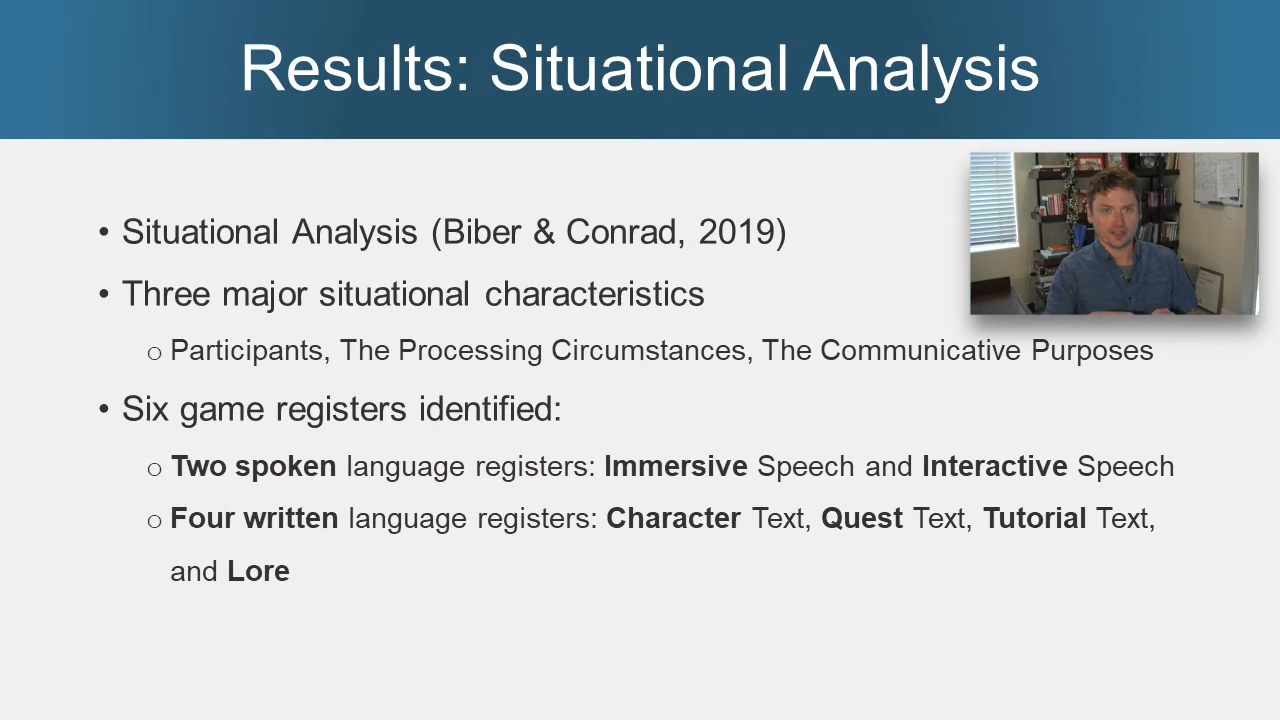 Results: Situational Analysis
• Situational Analysis (Biber & Conrad, 2019)
• Three major situational characteristics
o Participants, The Processing Circumstances, The Communicative Purposes
• Six game registers identified:
o Two spoken language registers: Immersive Speech and Interactive Speech
o Four written language registers: Character Text, Quest Text, Tutorial Text,
and Lore